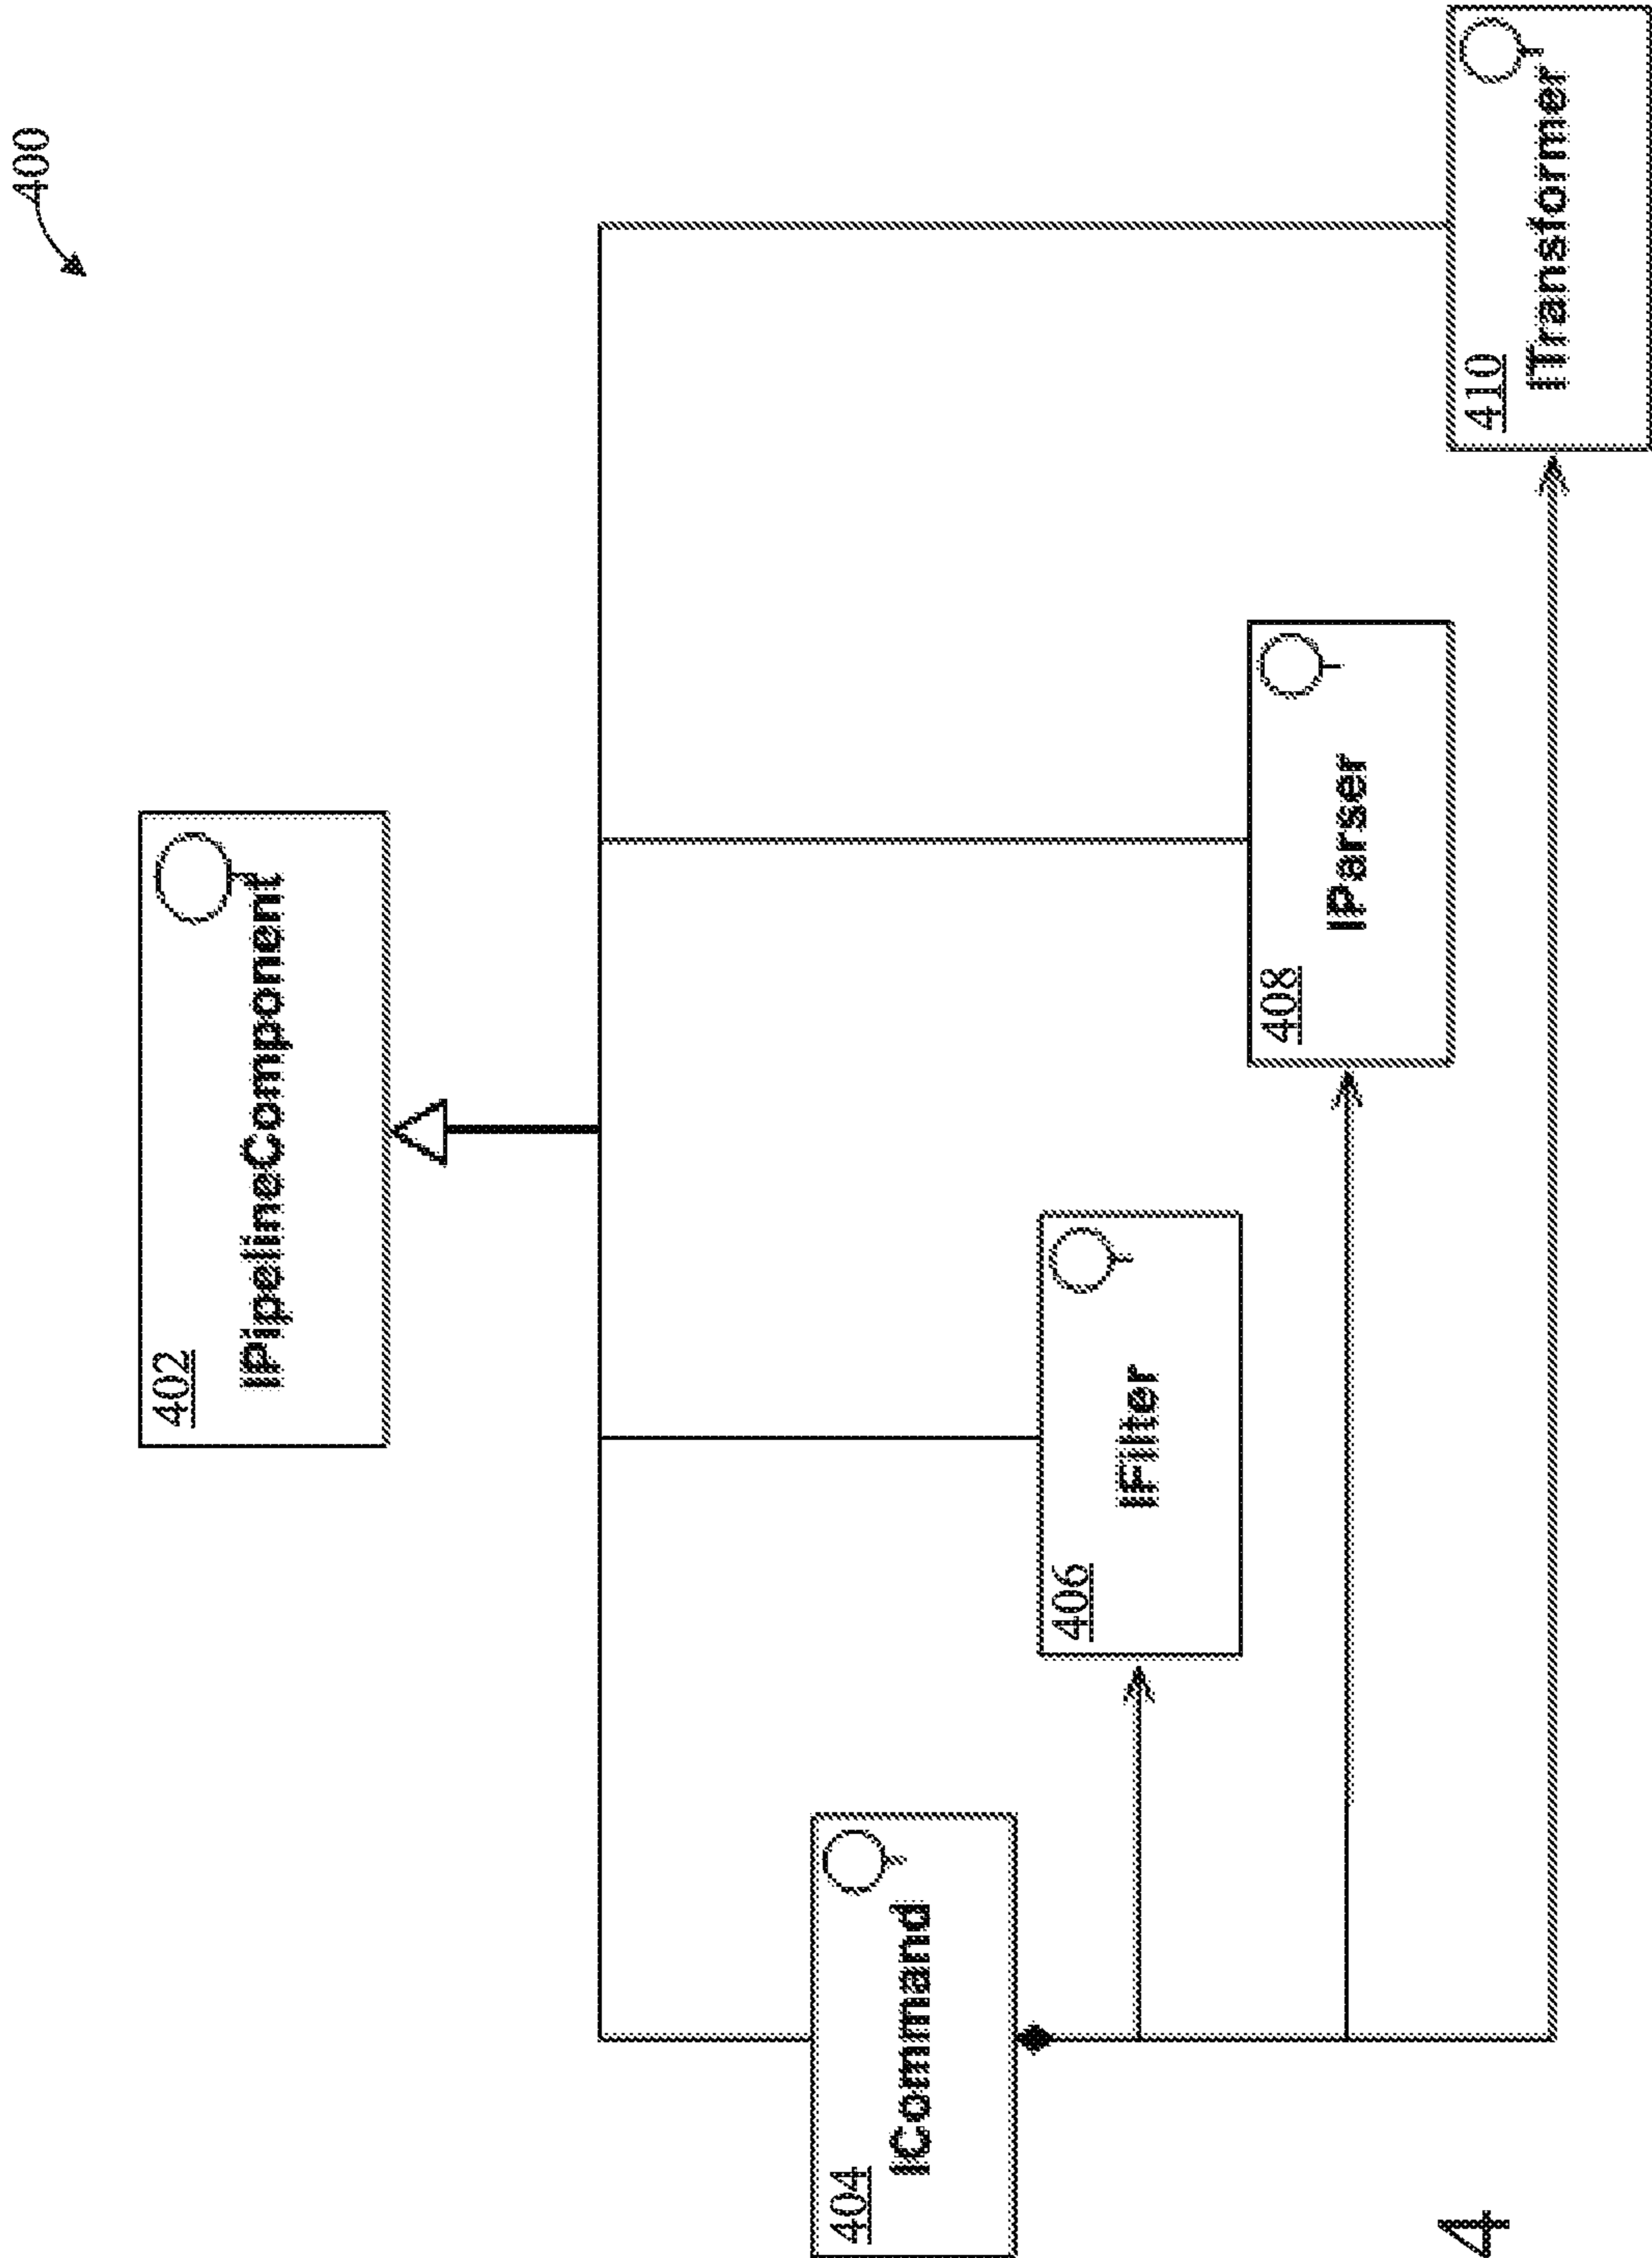 400
402
IPipelineComponent
404
ICommand
406
IFilter
408
IParser
410
ITransformer
4